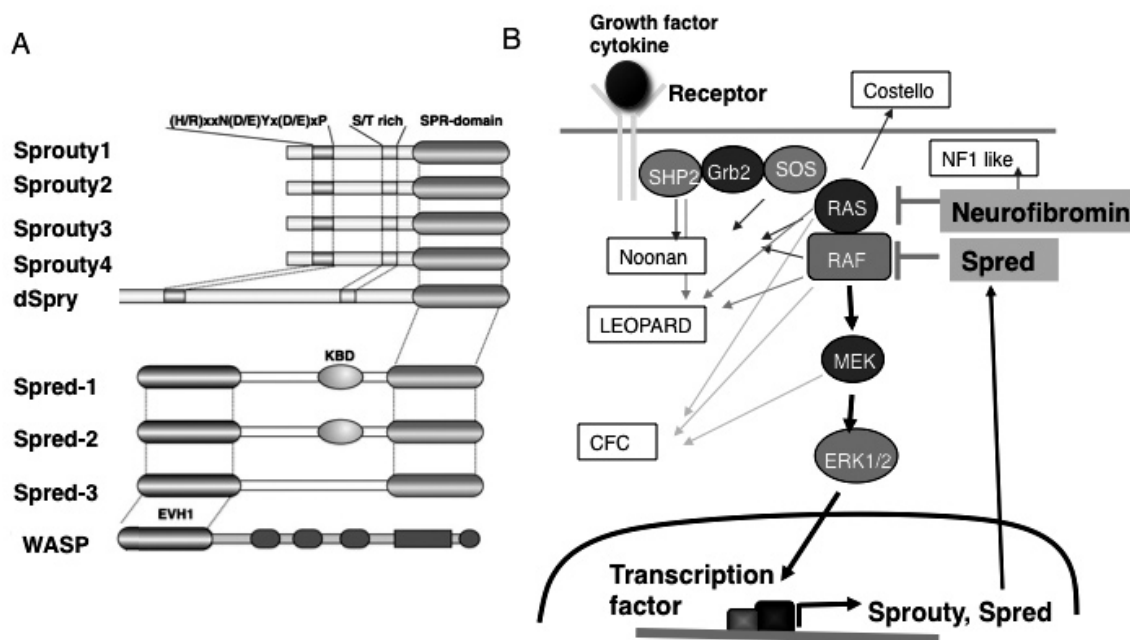 A
(H/R)xxN(D/E)Yx(D/E)xP S/T rich SPR-domain
Sprouty1
Sprouty2
Sprouty3
Sprouty4
dSpry
KBD
Spred-1
Spred-2
Spred-3
EVH1
WASP
B
Growth factor
cytokine
Receptor
Costello
NF1 like
SHP2 Grb2 SOS
RAS
Neurofibromin
Noonan
RAF
Spred
LEOPARD
MEK
CFC
ERK1/2
Transcription
factor
Sprouty, Spred